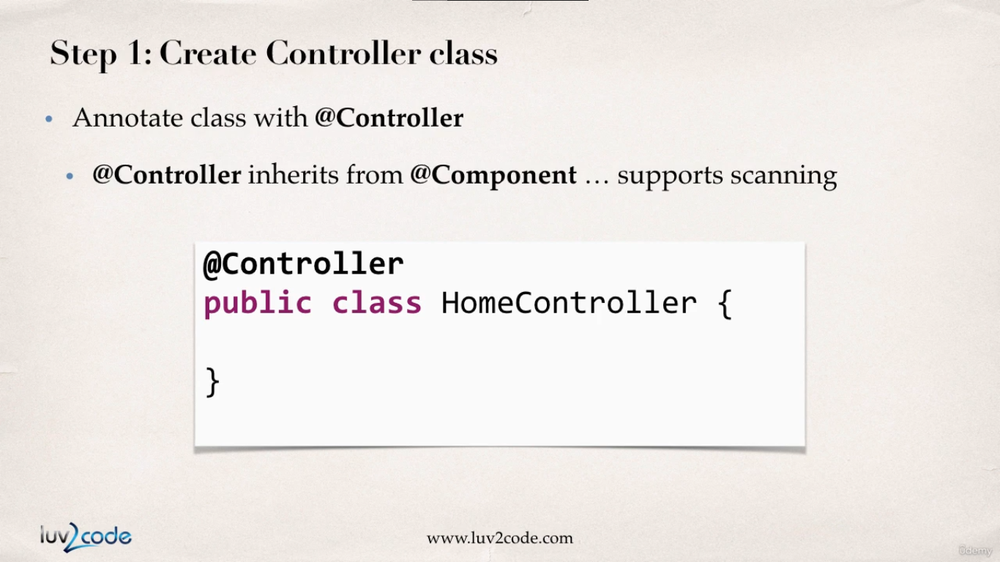 Step 1: Create Controller class
• Annotate class with @Controller
• @Controller inherits from @Component … supports scanning
@Controller
public class HomeController {
}
luv2code
www.luv2code.com
ûdemy